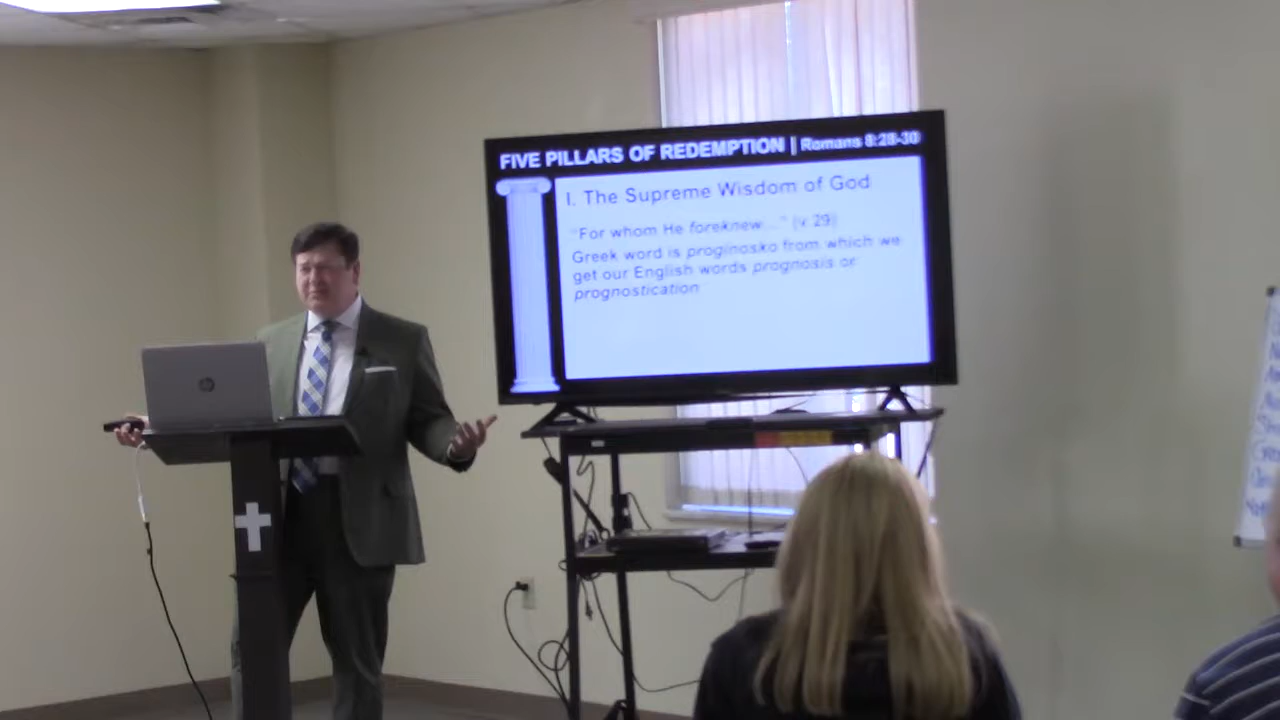 FIVE PILLARS OF REDEMPTION | Romans 8:28-30
I. The Supreme Wisdom of God
"For whom He foreknew..." (v. 29)
Greek word is proginosko from which we
get our English words prognosis or
prognostication
hp